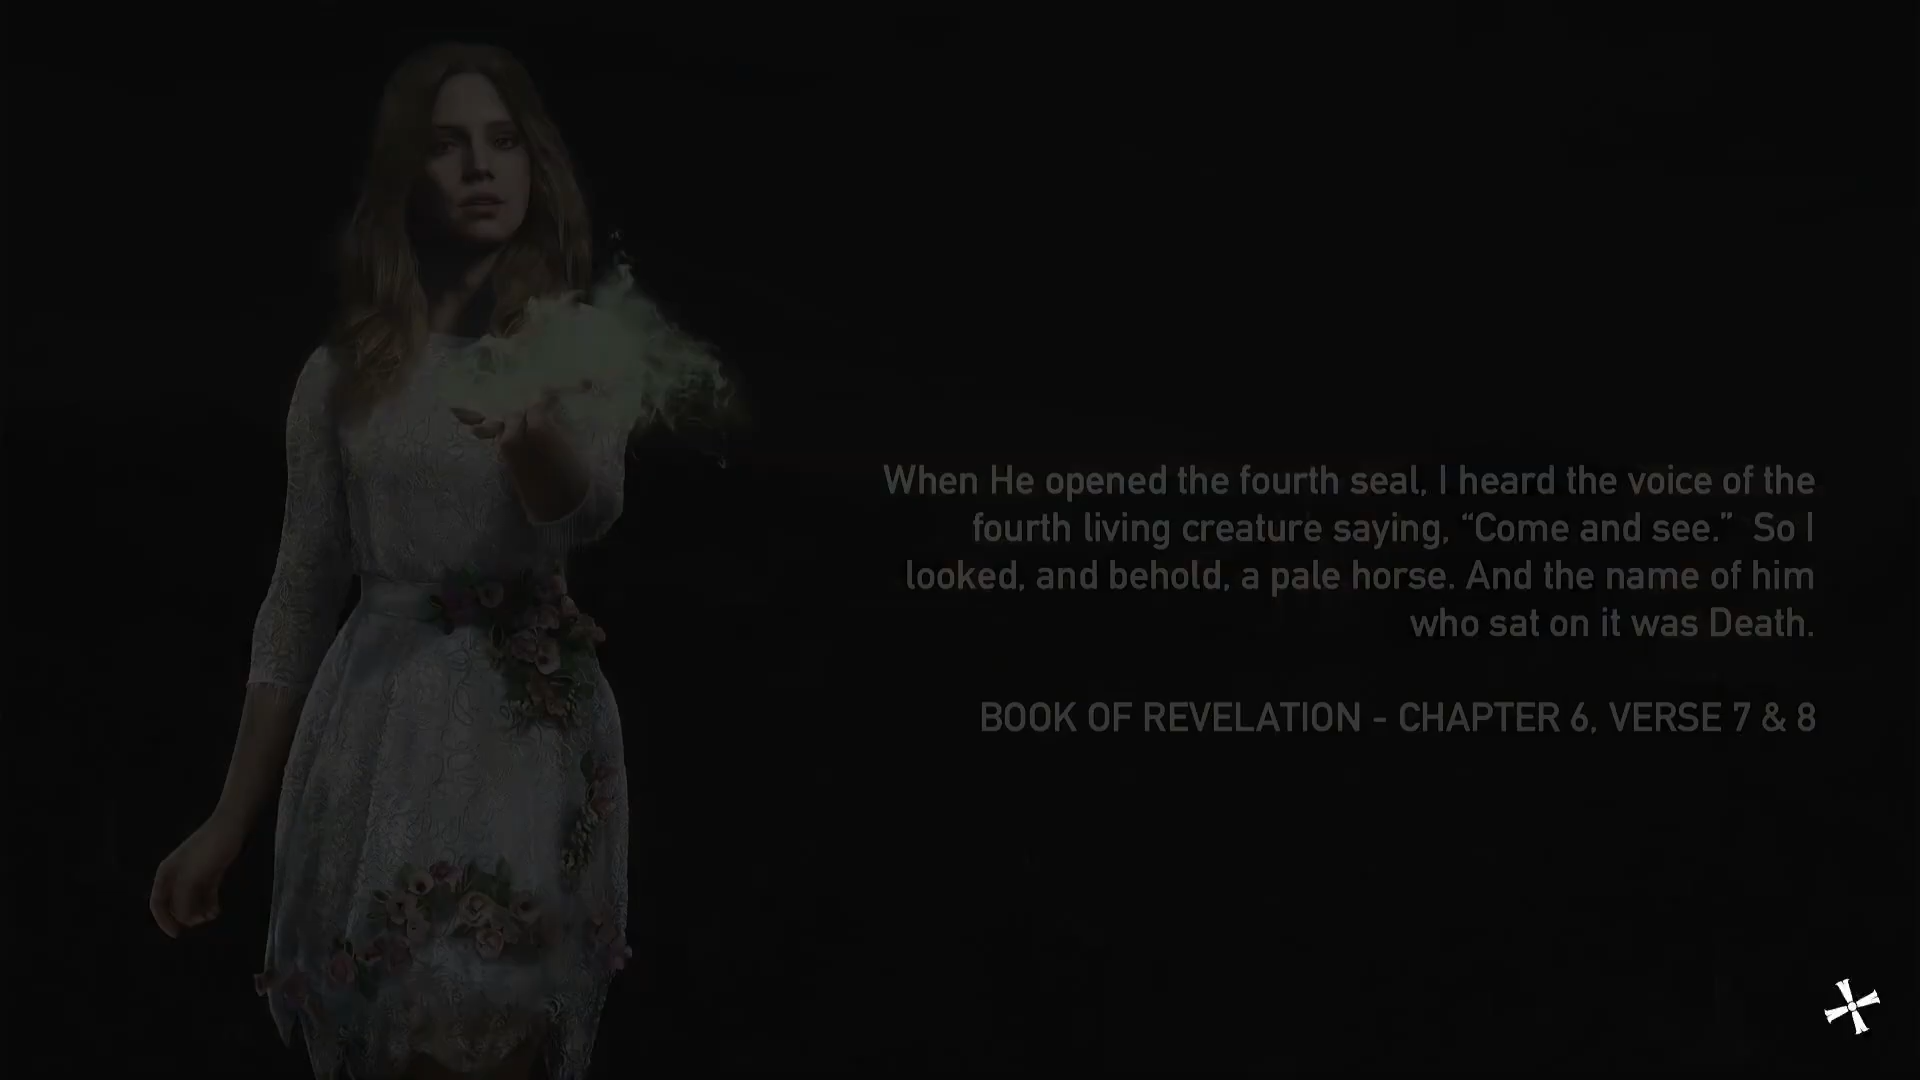 When He opened the fourth seal, I heard the voice of the
fourth living creature saying, “Come and see.”  So I
looked, and behold, a pale horse. And the name of him
who sat on it was Death.
BOOK OF REVELATION - CHAPTER 6, VERSE 7 & 8